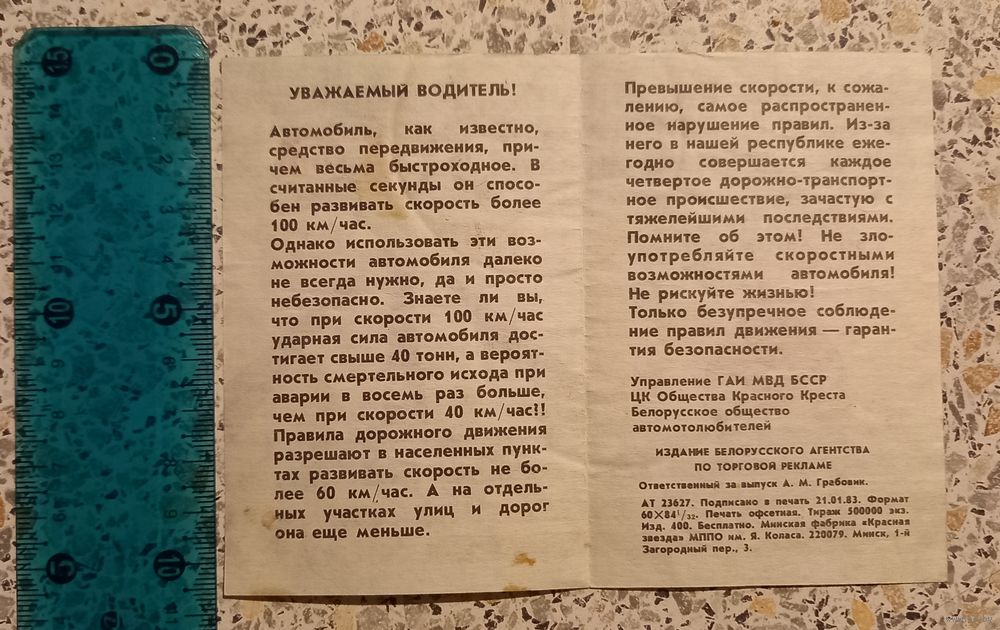 УВАЖАЕМЫЙ ВОДИТЕЛЬ!
Автомобиль, как известно,
средство передвижения, при-
чем весьма быстроходное. В
считанные секунды он спосо-
бен развивать скорость более
100 км/час.
Однако использовать эти воз-
можности автомобиля далеко
не всегда нужно, да и просто
небезопасно. Знаете ли вы,
что при скорости 100 км/час
ударная сила автомобиля дос-
тигает свыше 40 тонн, а вероят-
ность смертельного исхода при
аварии в восемь раз больше,
чем при скорости 40 км/час?!
Правила дорожного движения
разрешают в населенных пунк-
тах развивать скорость не бо-
лее 60 км/час. А на отдель-
ных участках улиц и дорог
она еще меньше.
Превышение скорости, к сожа-
лению, самое распространен-
ное нарушение правил. Из-за
него в нашей республике еже-
годно совершается каждое
четвертое дорожно-транспорт-
ное происшествие, зачастую с
тяжелейшими последствиями.
Помните об этом! Не зло-
употребляйте скоростными
возможностями автомобиля!
Не рискуйте жизнью!
Только безупречное соблюде-
ние правил движения — гаран-
тия безопасности.
Управление ГАИ МВД БССР
ЦК Общества Красного Креста
Белорусское общество
автомотолюбителей
ИЗДАНИЕ БЕЛОРУССКОГО АГЕНТСТВА
ПО ТОРГОВОЙ РЕКЛАМЕ
Ответственный за выпуск А. М. Грабовик.
АТ 23627. Подписано в печать 21.01.83. Формат
60×84¹/₃₂. Печать офсетная. Тираж 500000 экз.
Изд. 400. Бесплатно. Минская фабрика «Красная
звезда» МППО им. Я. Коласа. 220079. Минск, 1-й
Загородный пер., 3.